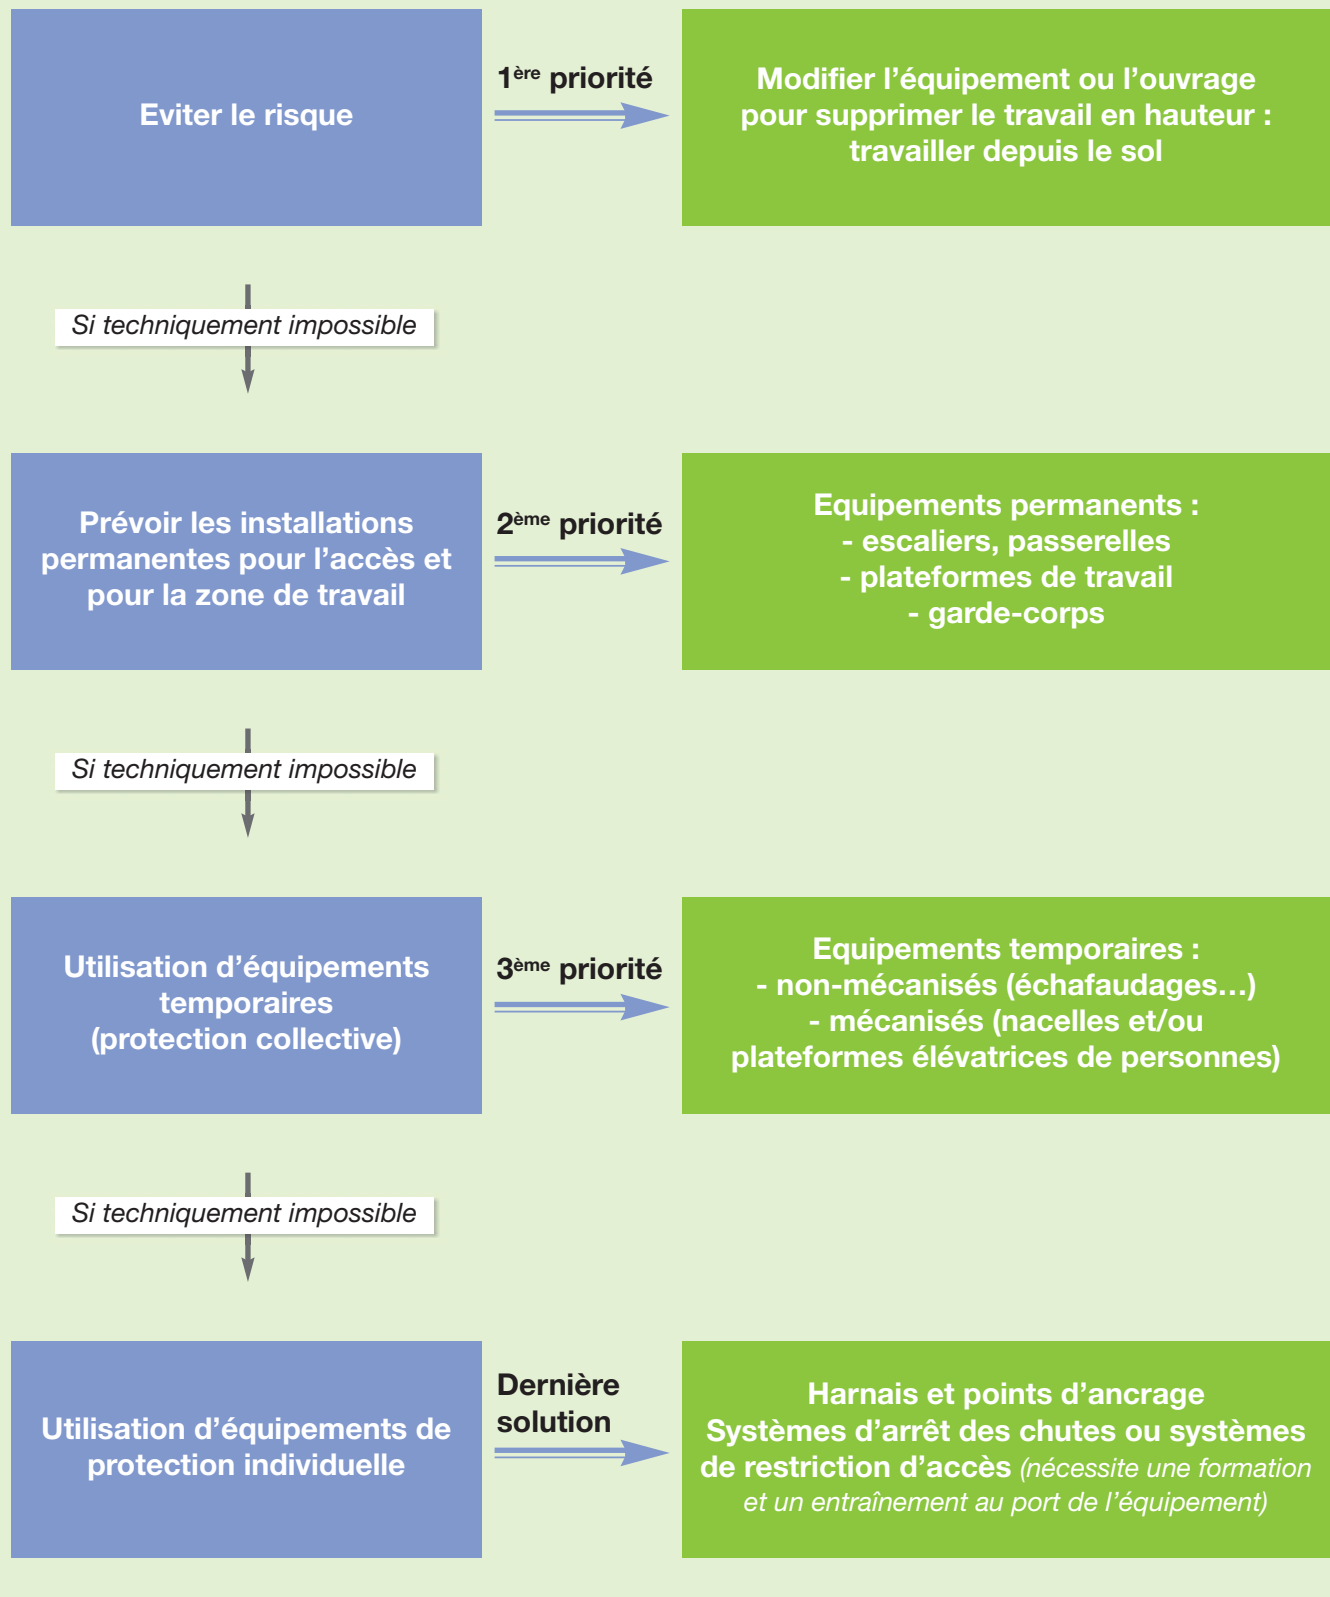 Eviter le risque
1ère priorité
Modifier l’équipement ou l’ouvrage
pour supprimer le travail en hauteur :
travailler depuis le sol
Si techniquement impossible
Prévoir les installations
permanentes pour l’accès et
pour la zone de travail
2ème priorité
Equipements permanents :
- escaliers, passerelles
- plateformes de travail
- garde-corps
Si techniquement impossible
Utilisation d’équipements
temporaires
(protection collective)
3ème priorité
Equipements temporaires :
- non-mécanisés (échafaudages…)
- mécanisés (nacelles et/ou
plateformes élévatrices de personnes)
Si techniquement impossible
Utilisation d’équipements de
protection individuelle
Dernière
solution
Harnais et points d’ancrage
Systèmes d’arrêt des chutes ou systèmes
de restriction d’accès (nécessite une formation
et un entraînement au port de l’équipement)